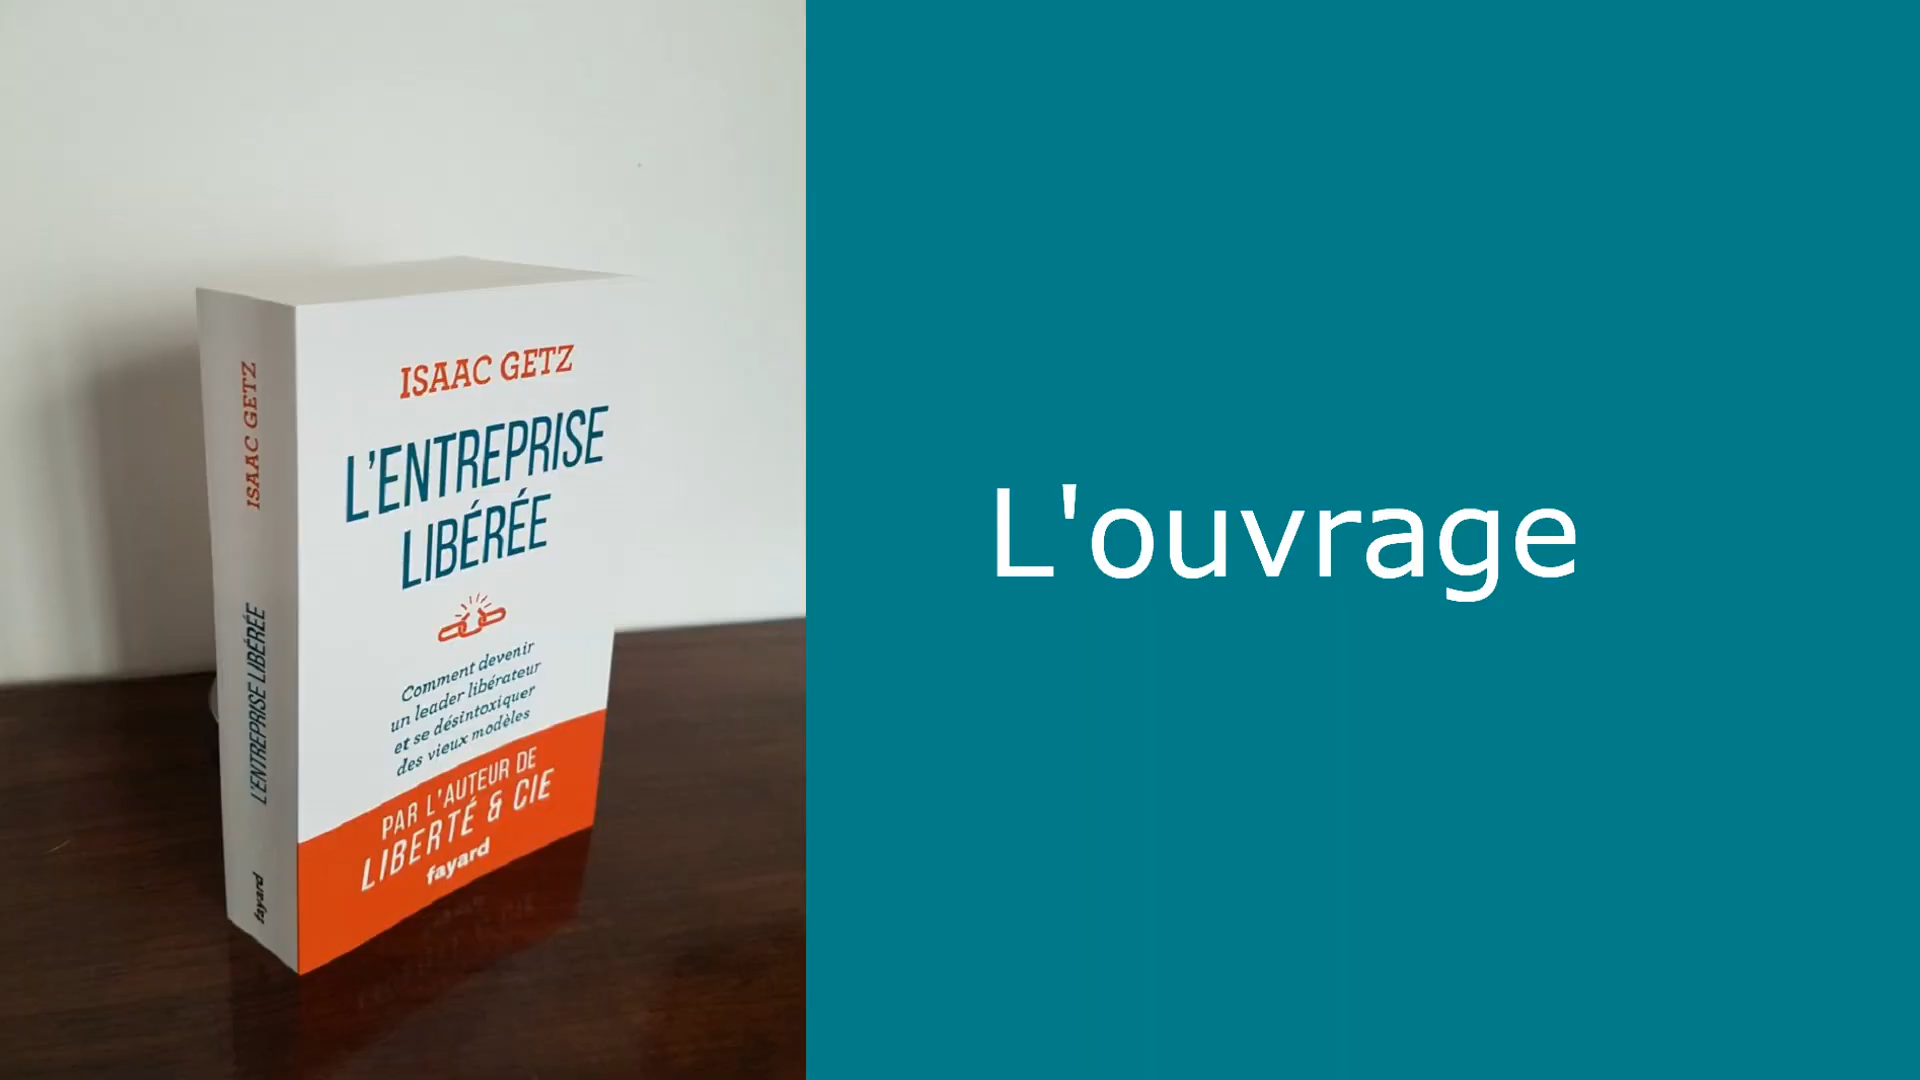 ISAAC GETZ
L'ENTREPRISE LIBÉRÉE
fayard
ISAAC GETZ
L'ENTREPRISE
LIBÉRÉE
Comment devenir
un leader libérateur
et se désintoxiquer
des vieux modèles
PAR L'AUTEUR DE
LIBERTÉ & CIE
fayard
L'ouvrage